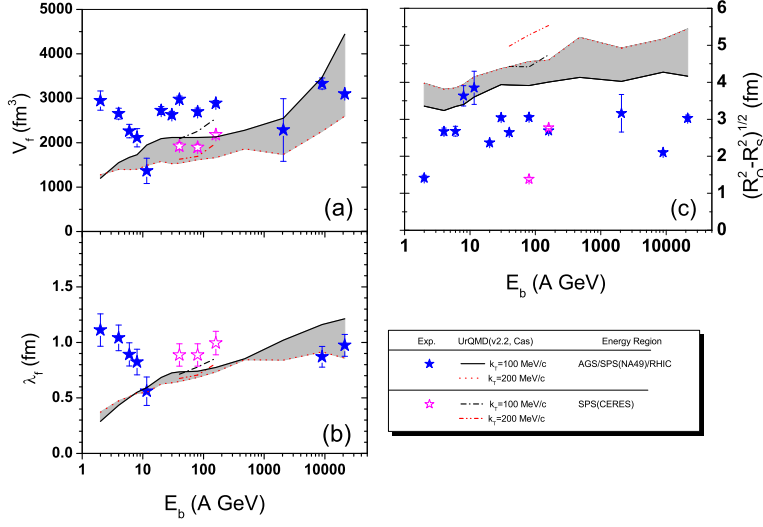 5000
4000
3000
2000
1000
0
V_f (fm^3)
(a)
1.5
1.0
0.5
0.0
λ_f (fm)
(b)
1 10 100 1000 10000
E_b (A GeV)
6
5
4
3
2
1
0
(R_O^2-R_S^2)^{1/2} (fm)
(c)
1 10 100 1000 10000
E_b (A GeV)
Exp. UrQMD(v2.2, Cas) Energy Region
k_T=100 MeV/c AGS/SPS(NA49)/RHIC
k_T=200 MeV/c
k_T=100 MeV/c SPS(CERES)
k_T=200 MeV/c